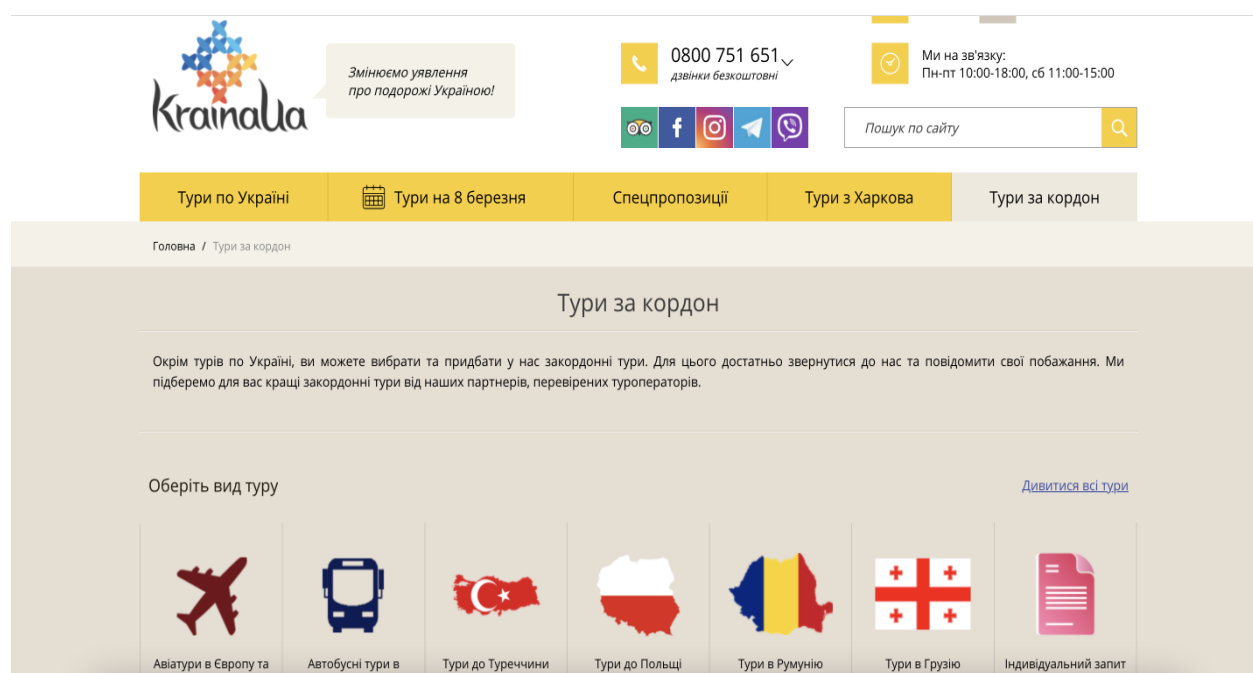 KrainaUa
Змінюємо уявлення
про подорожі Україною!
0800 751 651
дзвінки безкоштовні
Ми на зв'язку:
Пн-пт 10:00-18:00, сб 11:00-15:00
Пошук по сайту
Тури по Україні
Тури на 8 березня
Спецпропозиції
Тури з Харкова
Тури за кордон
Головна / Тури за кордон
Тури за кордон
Окрім турів по Україні, ви можете вибрати та придбати у нас закордонні тури. Для цього достатньо звернутися до нас та повідомити свої побажання. Ми
підберемо для вас кращі закордонні тури від наших партнерів, перевірених туроператорів.
Оберіть вид туру
Дивитися всі тури
Авіатури в Європу та
Автобусні тури в
Тури до Туреччини
Тури до Польщі
Тури в Румунію
Тури в Грузію
Індивідуальний запит